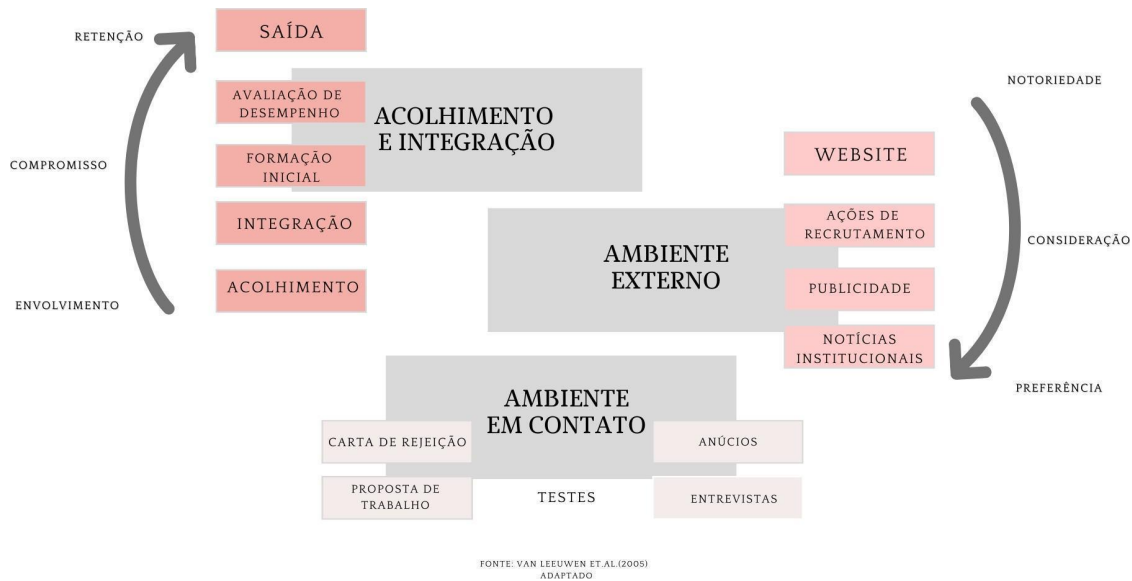 RETENÇÃO
COMPROMISSO
ENVOLVIMENTO
SAÍDA
AVALIAÇÃO DE
DESEMPENHO
FORMAÇÃO
INICIAL
INTEGRAÇÃO
ACOLHIMENTO
ACOLHIMENTO
E INTEGRAÇÃO
AMBIENTE
EXTERNO
WEBSITE
AÇÕES DE
RECRUTAMENTO
PUBLICIDADE
NOTÍCIAS
INSTITUCIONAIS
NOTORIEDADE
CONSIDERAÇÃO
PREFERÊNCIA
AMBIENTE
EM CONTATO
CARTA DE REJEIÇÃO
ANÚCIOS
PROPOSTA DE
TRABALHO
TESTES
ENTREVISTAS
FONTE: VAN LEEUWEN ET.AL.(2005)
ADAPTADO